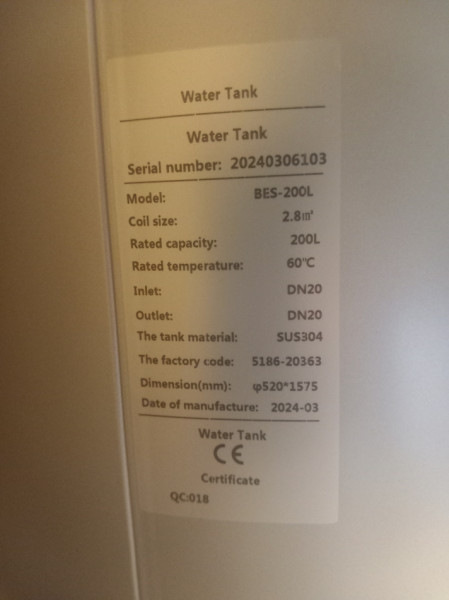 Water Tank
Water Tank
Serial number: 20240306103
Model: BES-200L
Coil size: 2.8㎡
Rated capacity: 200L
Rated temperature: 60℃
Inlet: DN20
Outlet: DN20
The tank material: SUS304
The factory code: 5186-20363
Dimension(mm): φ520*1575
Date of manufacture: 2024-03
Water Tank
CE
Certificate
QC:018